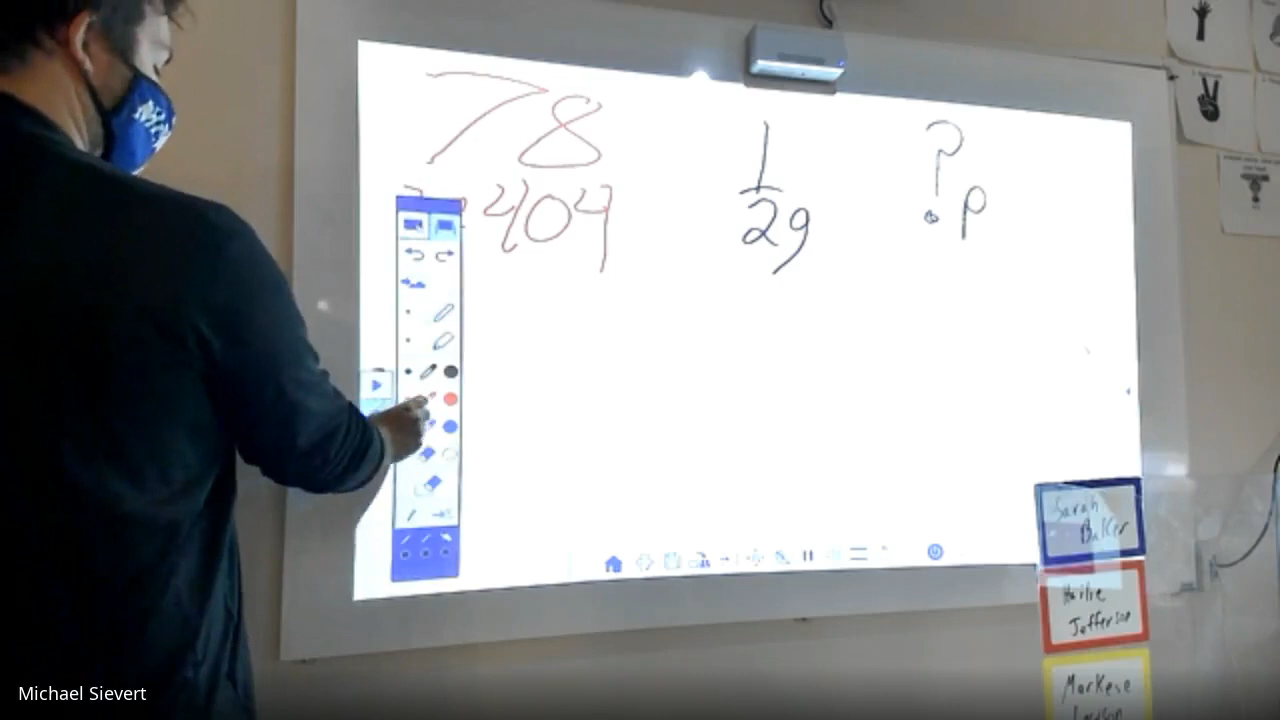 78
404
1
29
?
p
Sarah
Baker
Hailie
Jefferson
Markese
Michael Sievert